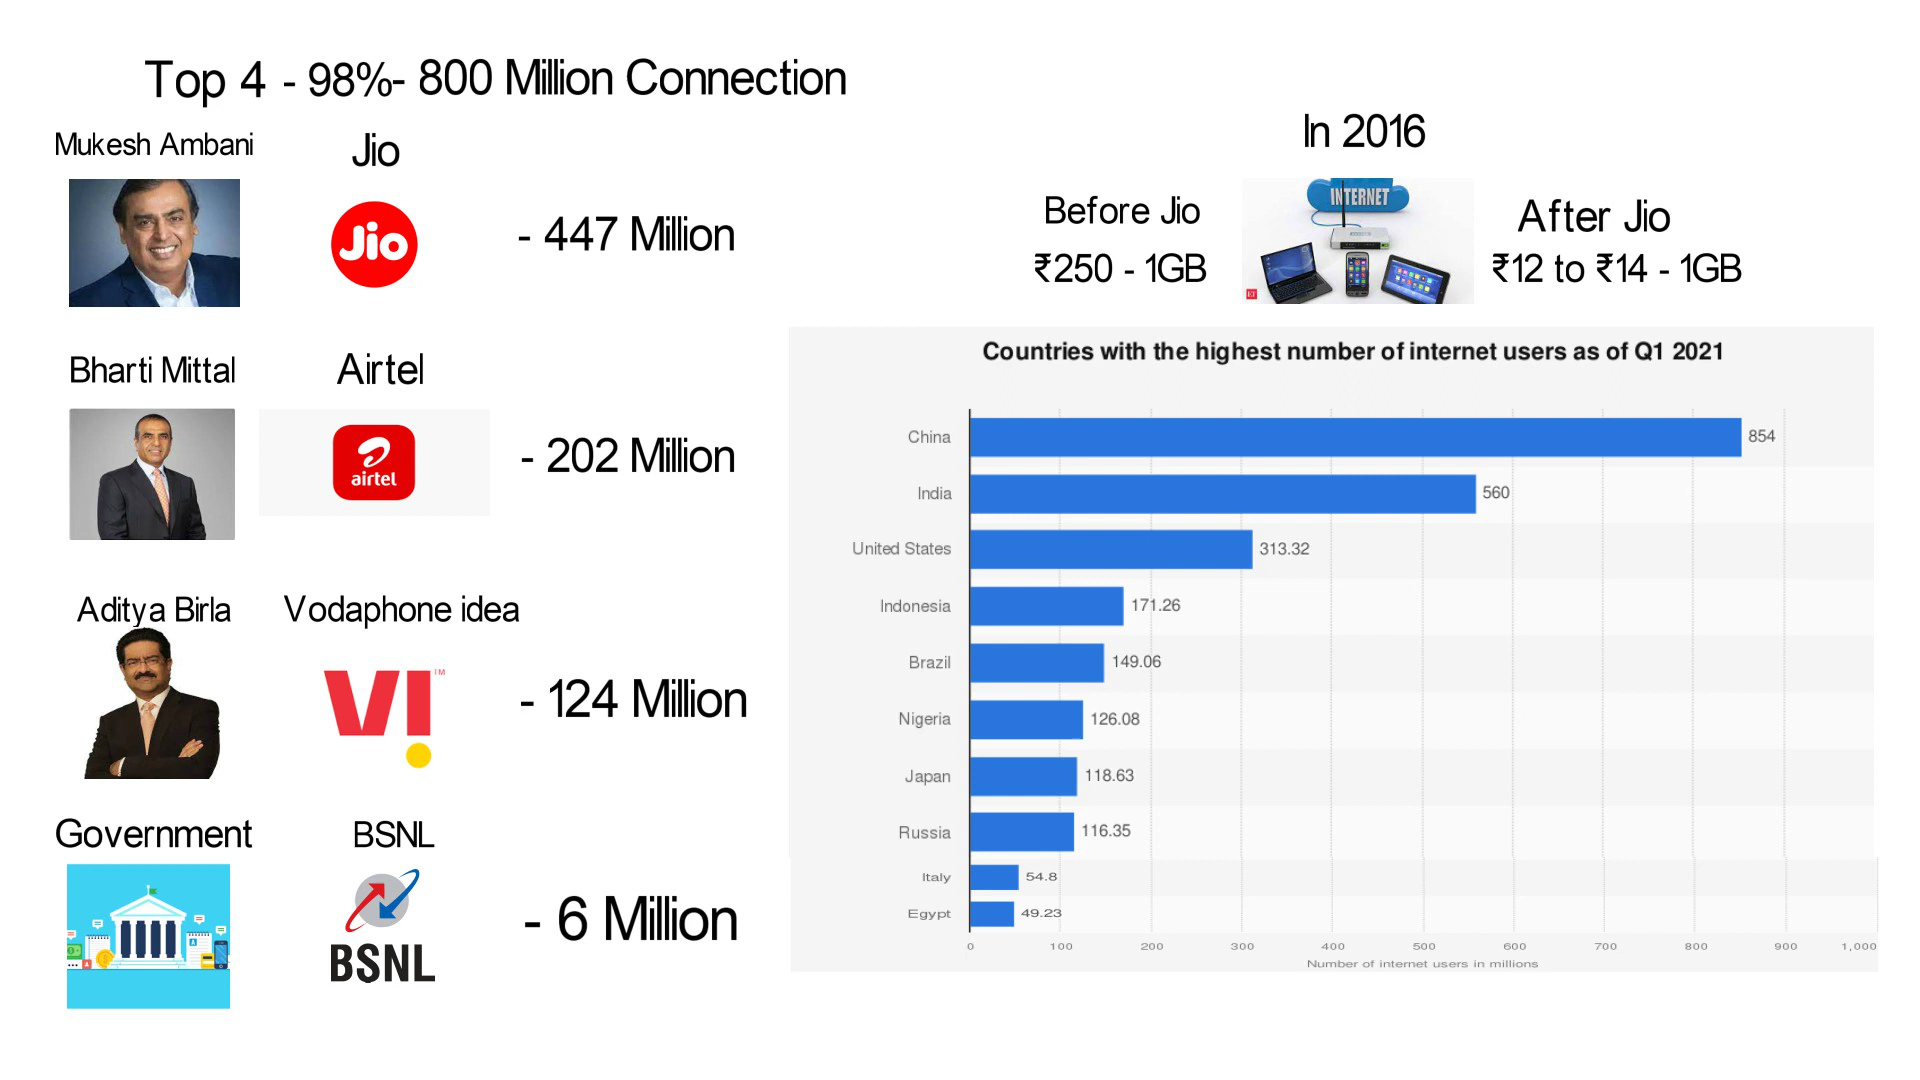 Top 4 - 98%- 800 Million Connection
Mukesh Ambani
Jio
Jio
- 447 Million
Bharti Mittal
Airtel
airtel
- 202 Million
Aditya Birla
Vodaphone idea
VI
TM
- 124 Million
Government
BSNL
BSNL
- 6 Million
In 2016
Before Jio
₹250 - 1GB
INTERNET
ET
After Jio
₹12 to ₹14 - 1GB
Countries with the highest number of internet users as of Q1 2021
China 854
India 560
United States 313.32
Indonesia 171.26
Brazil 149.06
Nigeria 126.08
Japan 118.63
Russia 116.35
Italy 54.8
Egypt 49.23
0 100 200 300 400 500 600 700 800 900 1,000
Number of internet users in millions